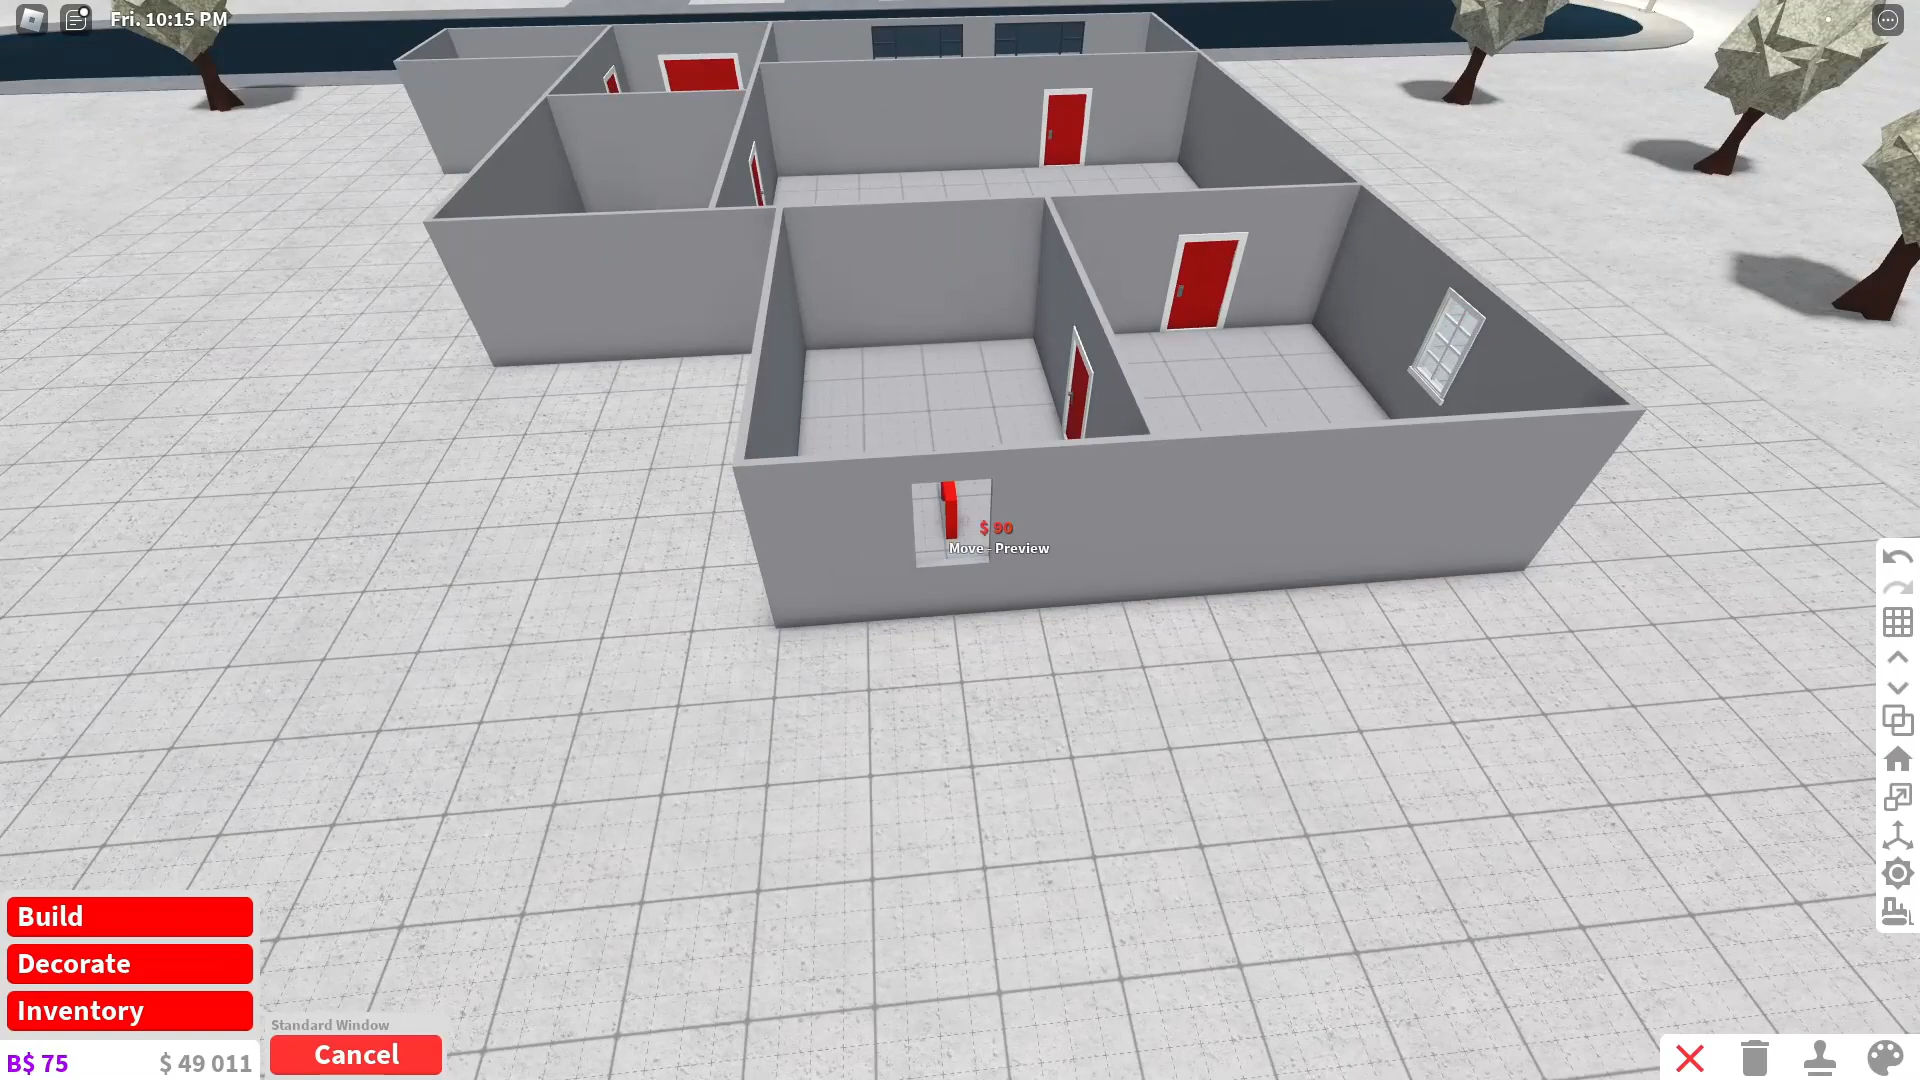 Fri. 10:15 PM
$ 90
Move - Preview
Build
Decorate
Inventory
Standard Window
B$ 75 $ 49 011
Cancel